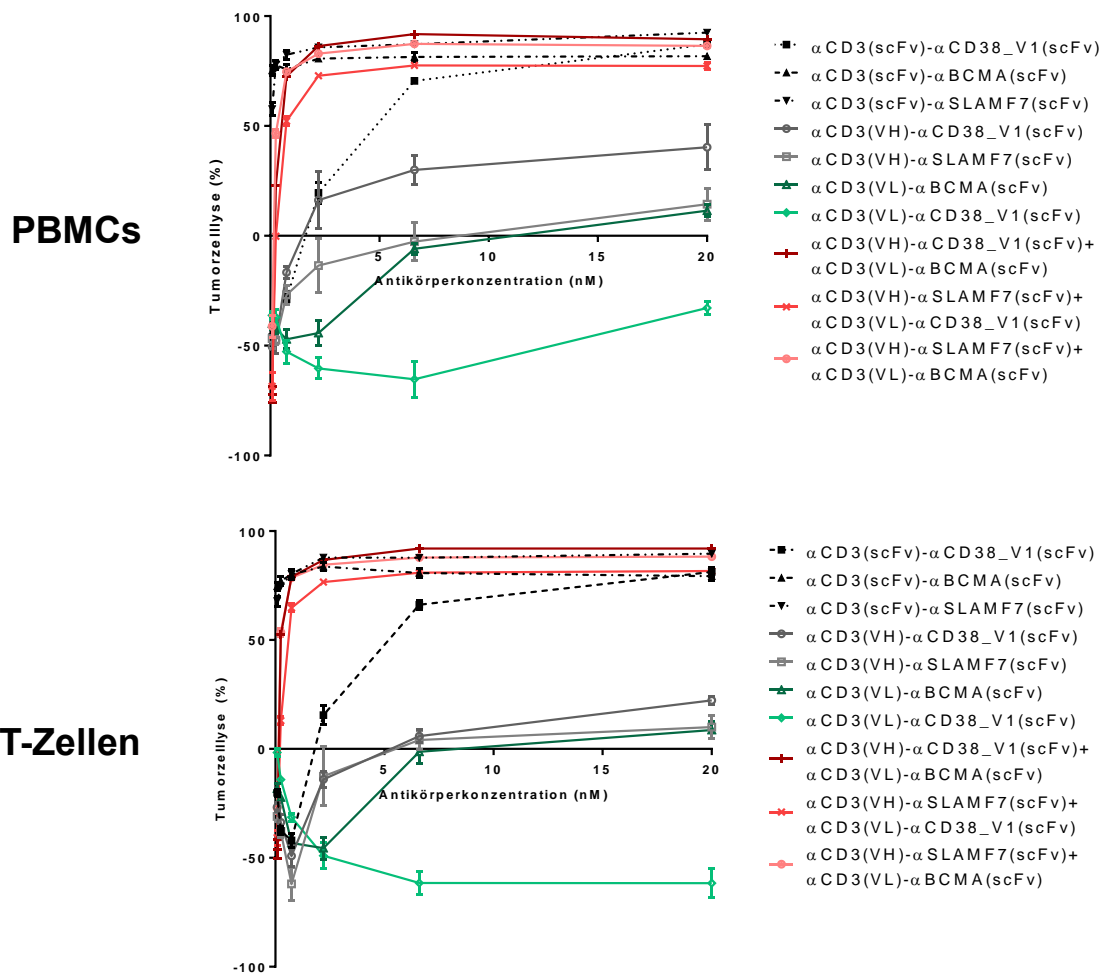 PBMCs
100
50
0
-50
-100
Tumorzelllyse (%)
5
10
15
20
Antikörperkonzentration (nM)
αCD3(scFv)-αCD38_V1(scFv)
αCD3(scFv)-αBCMA(scFv)
αCD3(scFv)-αSLAMF7(scFv)
αCD3(VH)-αCD38_V1(scFv)
αCD3(VH)-αSLAMF7(scFv)
αCD3(VL)-αBCMA(scFv)
αCD3(VL)-αCD38_V1(scFv)
αCD3(VH)-αCD38_V1(scFv)+
αCD3(VL)-αBCMA(scFv)
αCD3(VH)-αSLAMF7(scFv)+
αCD3(VL)-αCD38_V1(scFv)
αCD3(VH)-αSLAMF7(scFv)+
αCD3(VL)-αBCMA(scFv)
T-Zellen
100
50
0
-50
-100
Tumorzelllyse (%)
5
10
15
20
Antikörperkonzentration (nM)
αCD3(scFv)-αCD38_V1(scFv)
αCD3(scFv)-αBCMA(scFv)
αCD3(scFv)-αSLAMF7(scFv)
αCD3(VH)-αCD38_V1(scFv)
αCD3(VH)-αSLAMF7(scFv)
αCD3(VL)-αBCMA(scFv)
αCD3(VL)-αCD38_V1(scFv)
αCD3(VH)-αCD38_V1(scFv)+
αCD3(VL)-αBCMA(scFv)
αCD3(VH)-αSLAMF7(scFv)+
αCD3(VL)-αCD38_V1(scFv)
αCD3(VH)-αSLAMF7(scFv)+
αCD3(VL)-αBCMA(scFv)